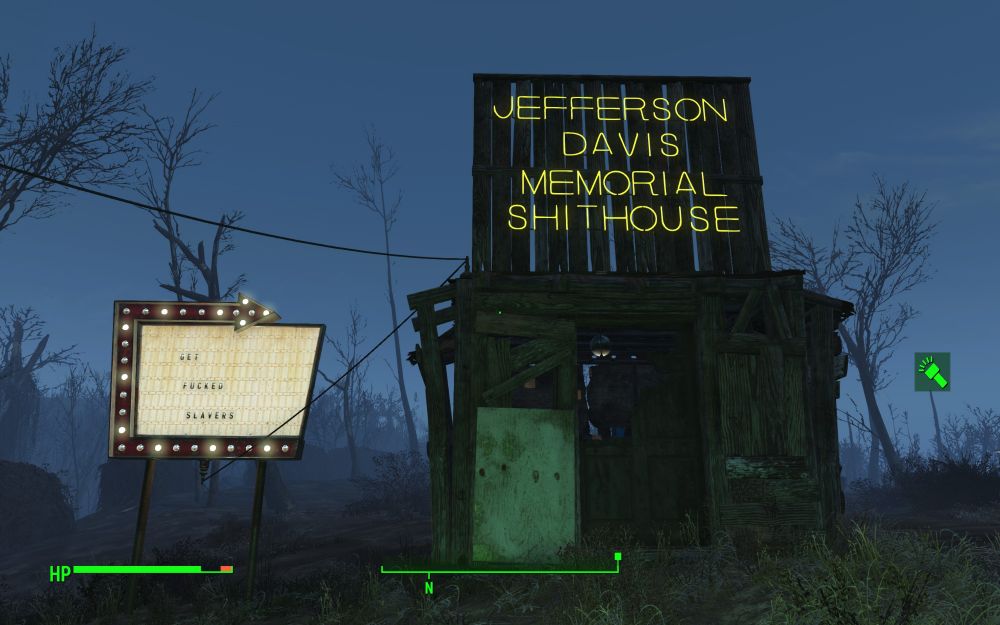 JEFFERSON
DAVIS
MEMORIAL
SHITHOUSE
GET
FUCKED
SLAVERS
HP
N